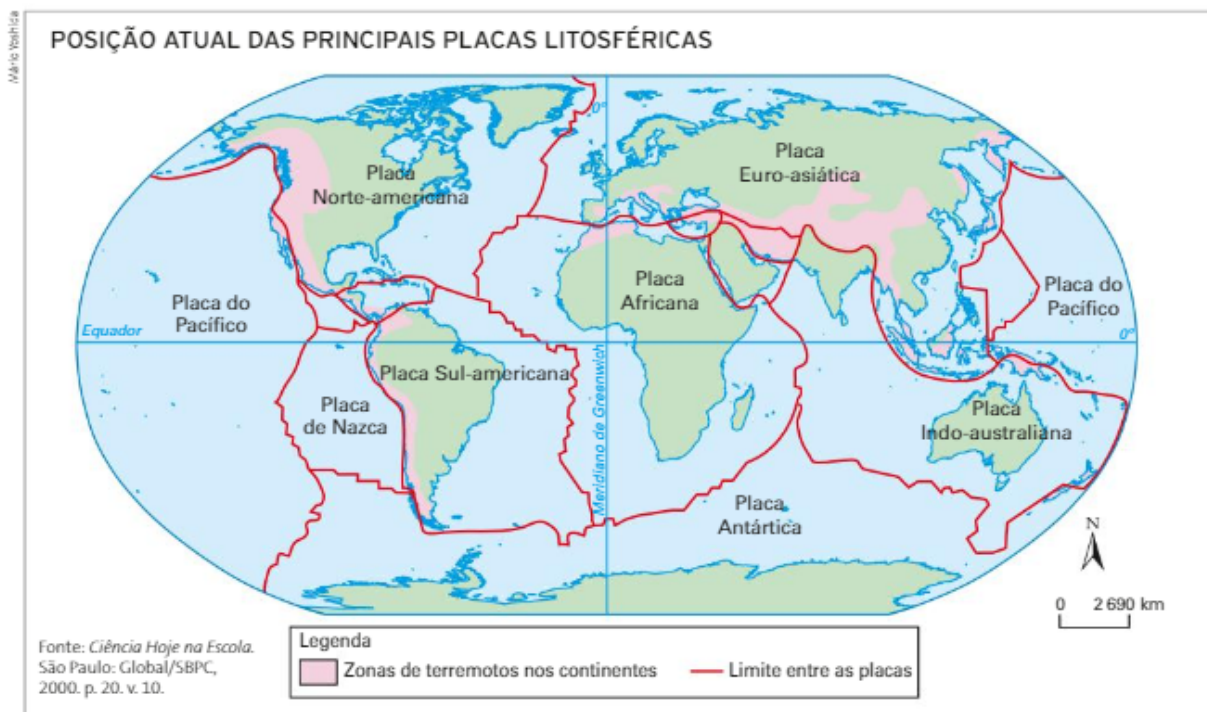 Mário Yoshida
POSIÇÃO ATUAL DAS PRINCIPAIS PLACAS LITOSFÉRICAS
0°
Placa
Norte-americana
Placa
Euro-asiática
Placa do
Pacífico
Placa
Africana
Placa do
Pacífico
Equador
0°
Placa Sul-americana
Placa
de Nazca
Meridiano de Greenwich
Placa
Indo-australiana
Placa
Antártica
N
0 2 690 km
Fonte: Ciência Hoje na Escola.
São Paulo: Global/SBPC,
2000. p. 20. v. 10.
Legenda
Zonas de terremotos nos continentes
Limite entre as placas